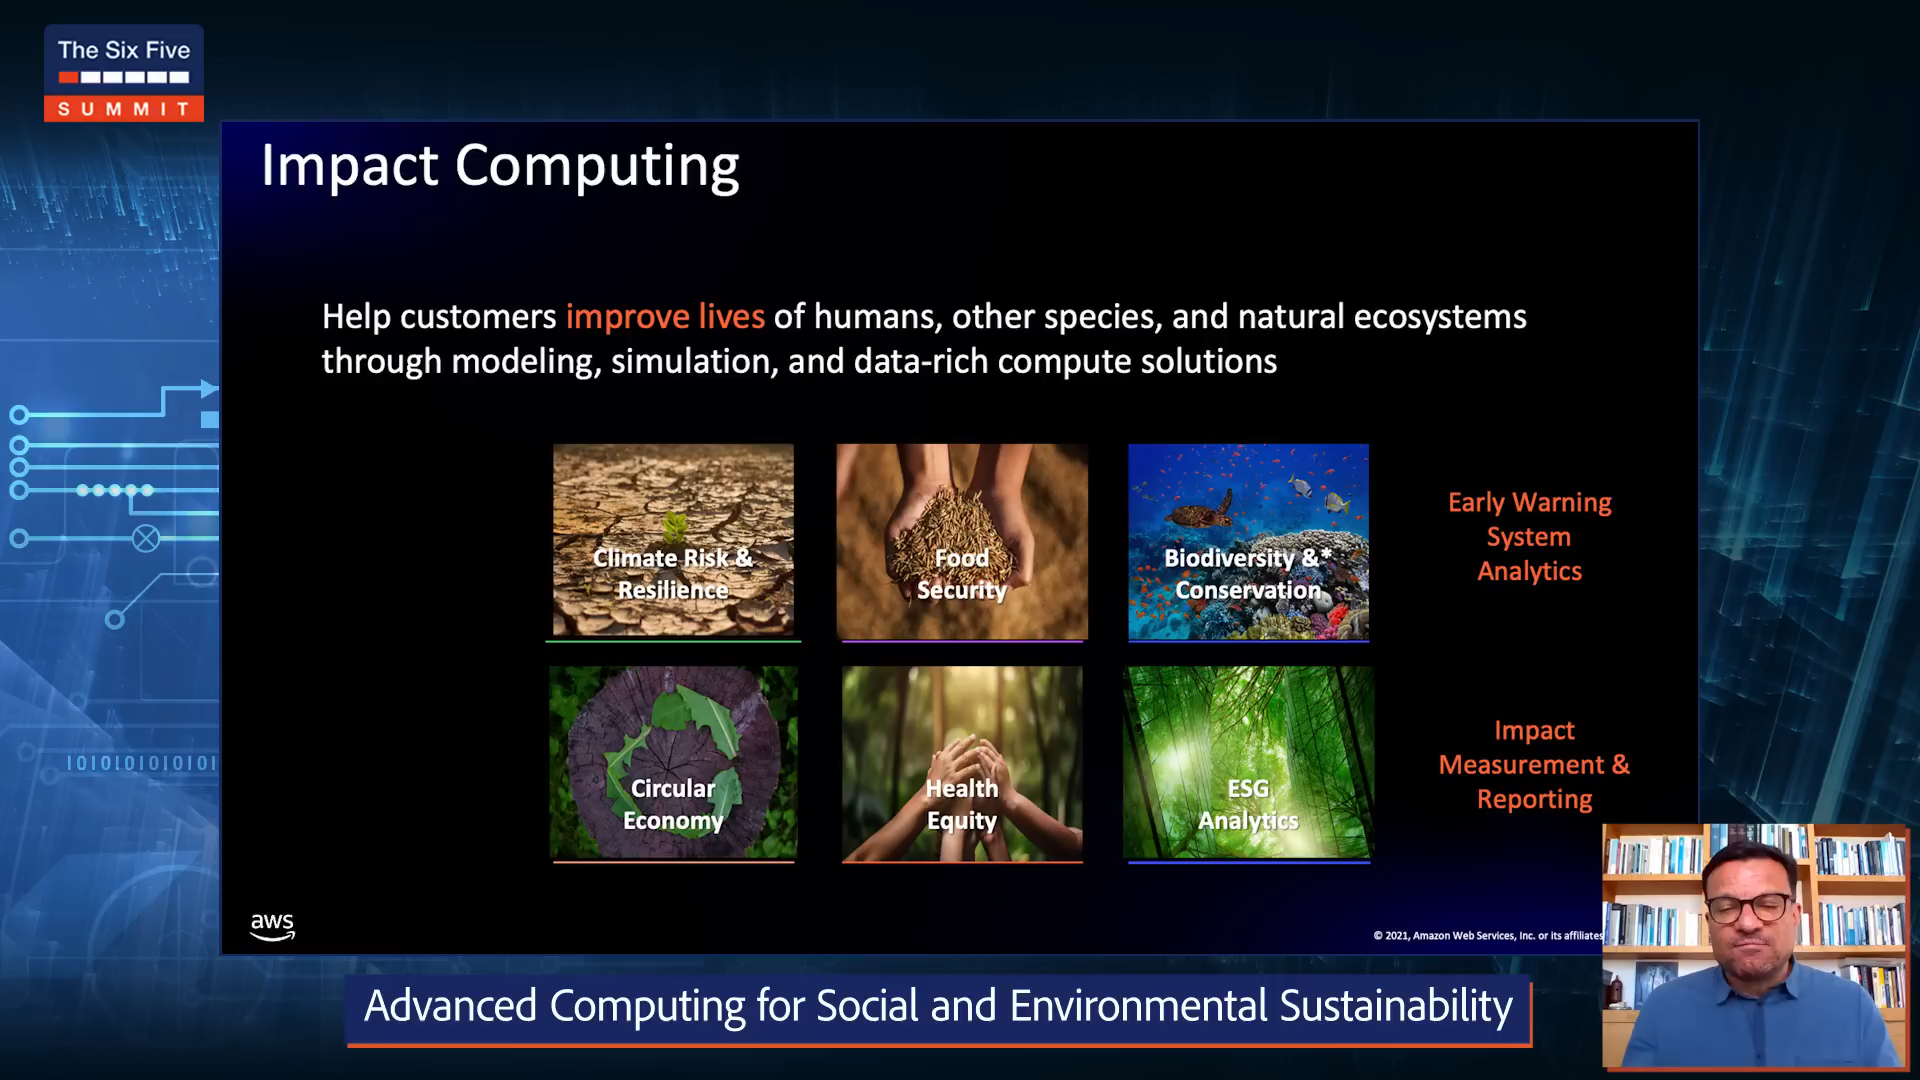 The Six Five
SUMMIT
Impact Computing
Help customers improve lives of humans, other species, and natural ecosystems
through modeling, simulation, and data-rich compute solutions
Climate Risk &
Resilience
Food
Security
Biodiversity &*
Conservation
Early Warning
System
Analytics
Circular
Economy
Health
Equity
ESG
Analytics
Impact
Measurement &
Reporting
aws
© 2021, Amazon Web Services, Inc. or its affiliates
101010101010
Advanced Computing for Social and Environmental Sustainability